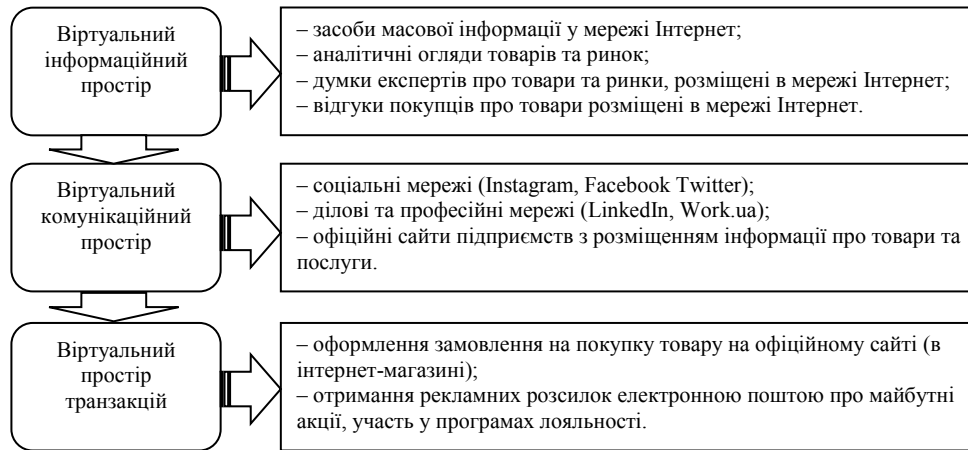 Віртуальний
інформаційний
простір
– засоби масової інформації у мережі Інтернет;
– аналітичні огляди товарів та ринок;
– думки експертів про товари та ринки, розміщені в мережі Інтернет;
– відгуки покупців про товари розміщені в мережі Інтернет.
Віртуальний
комунікаційний
простір
– соціальні мережі (Instagram, Facebook Twitter);
– ділові та професійні мережі (LinkedIn, Work.ua);
– офіційні сайти підприємств з розміщенням інформації про товари та
послуги.
Віртуальний
простір
транзакцій
– оформлення замовлення на покупку товару на офіційному сайті (в
інтернет-магазині);
– отримання рекламних розсилок електронною поштою про майбутні
акції, участь у програмах лояльності.